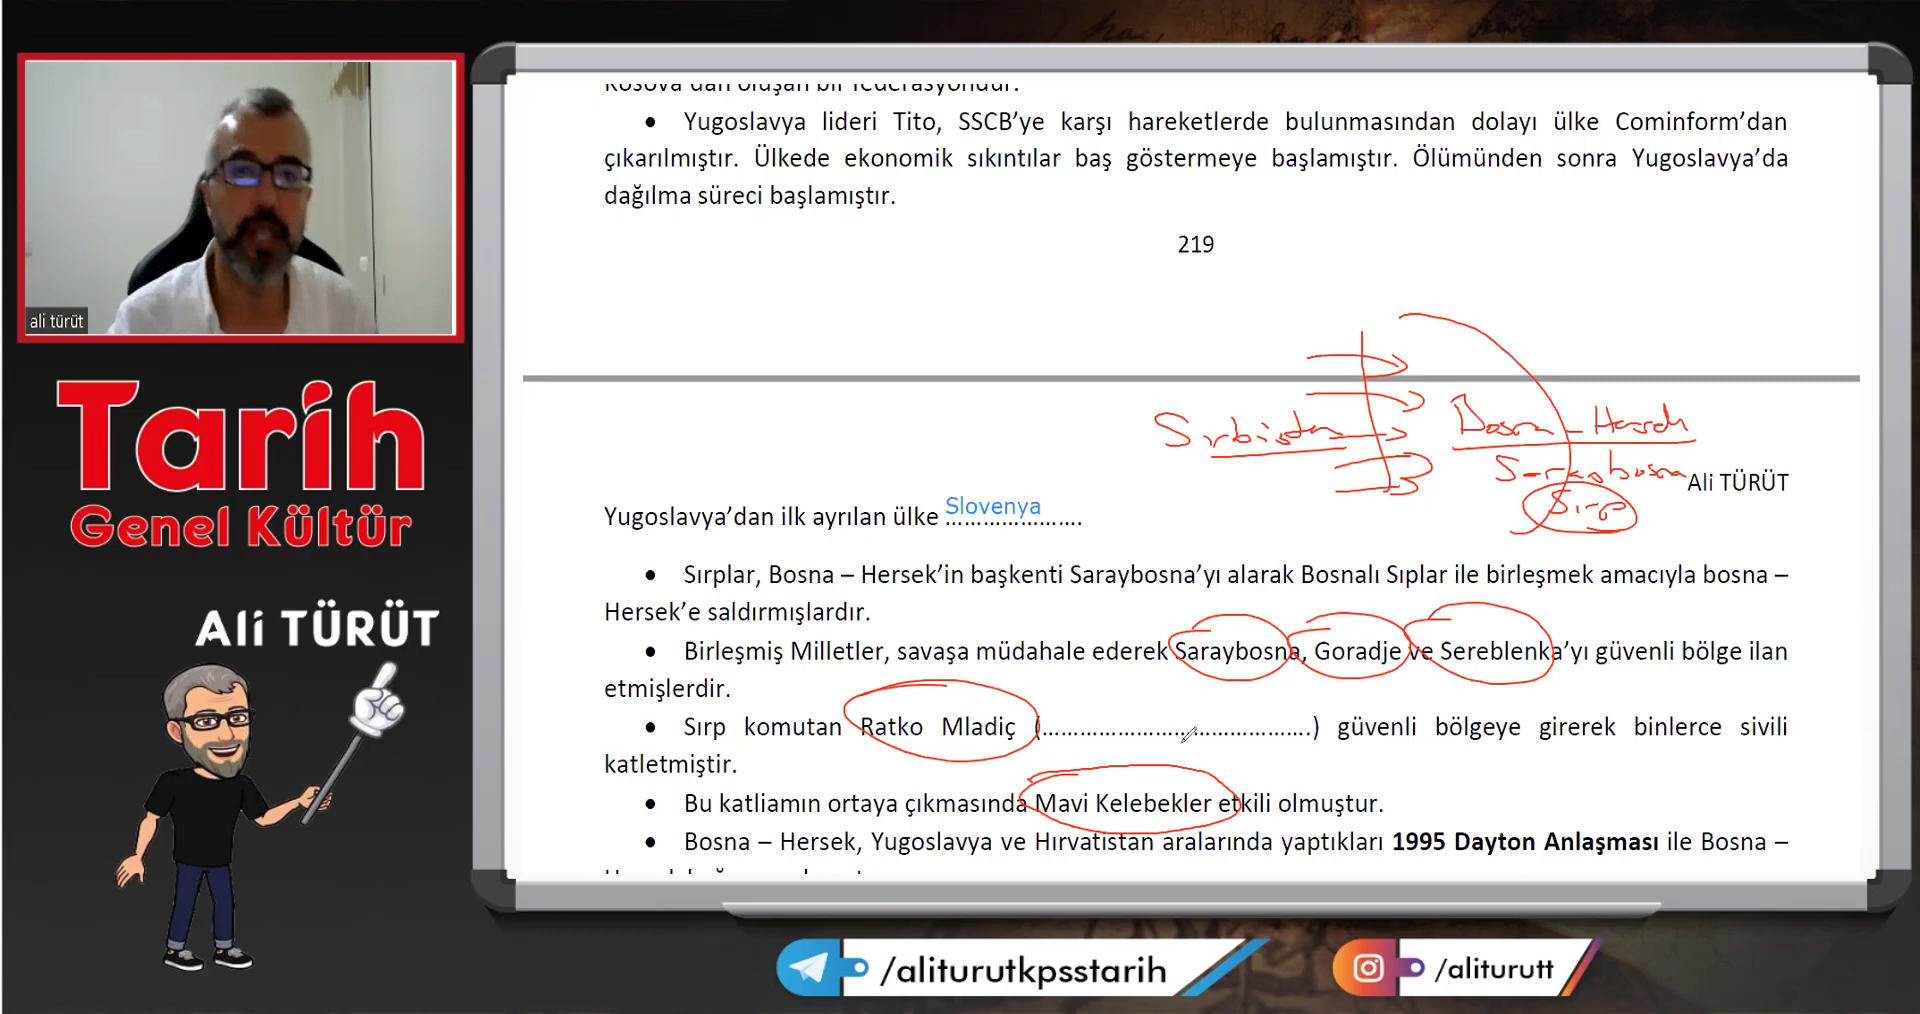 Kosova'dan oluşan bir federasyondur.
• Yugoslavya lideri Tito, SSCB'ye karşı hareketlerde bulunmasından dolayı ülke Cominform'dan
çıkarılmıştır. Ülkede ekonomik sıkıntılar baş göstermeye başlamıştır. Ölümünden sonra Yugoslavya'da
dağılma süreci başlamıştır.
219
ali türüt
Tarih
Genel Kültür
Ali TÜRÜT
Sırbistan
Bosna - Hersek
Saraybosna
Sırp
Ali TÜRÜT
Yugoslavya'dan ilk ayrılan ülke Slovenya ......................
• Sırplar, Bosna – Hersek'in başkenti Saraybosna'yı alarak Bosnalı Sıplar ile birleşmek amacıyla bosna –
Hersek'e saldırmışlardır.
• Birleşmiş Milletler, savaşa müdahale ederek Saraybosna, Goradje ve Sereblenka'yı güvenli bölge ilan
etmişlerdir.
• Sırp komutan Ratko Mladiç (............................................) güvenli bölgeye girerek binlerce sivili
katletmiştir.
• Bu katliamın ortaya çıkmasında Mavi Kelebekler etkili olmuştur.
• Bosna – Hersek, Yugoslavya ve Hırvatistan aralarında yaptıkları 1995 Dayton Anlaşması ile Bosna –
/aliturutkpsstarih
/aliturutt